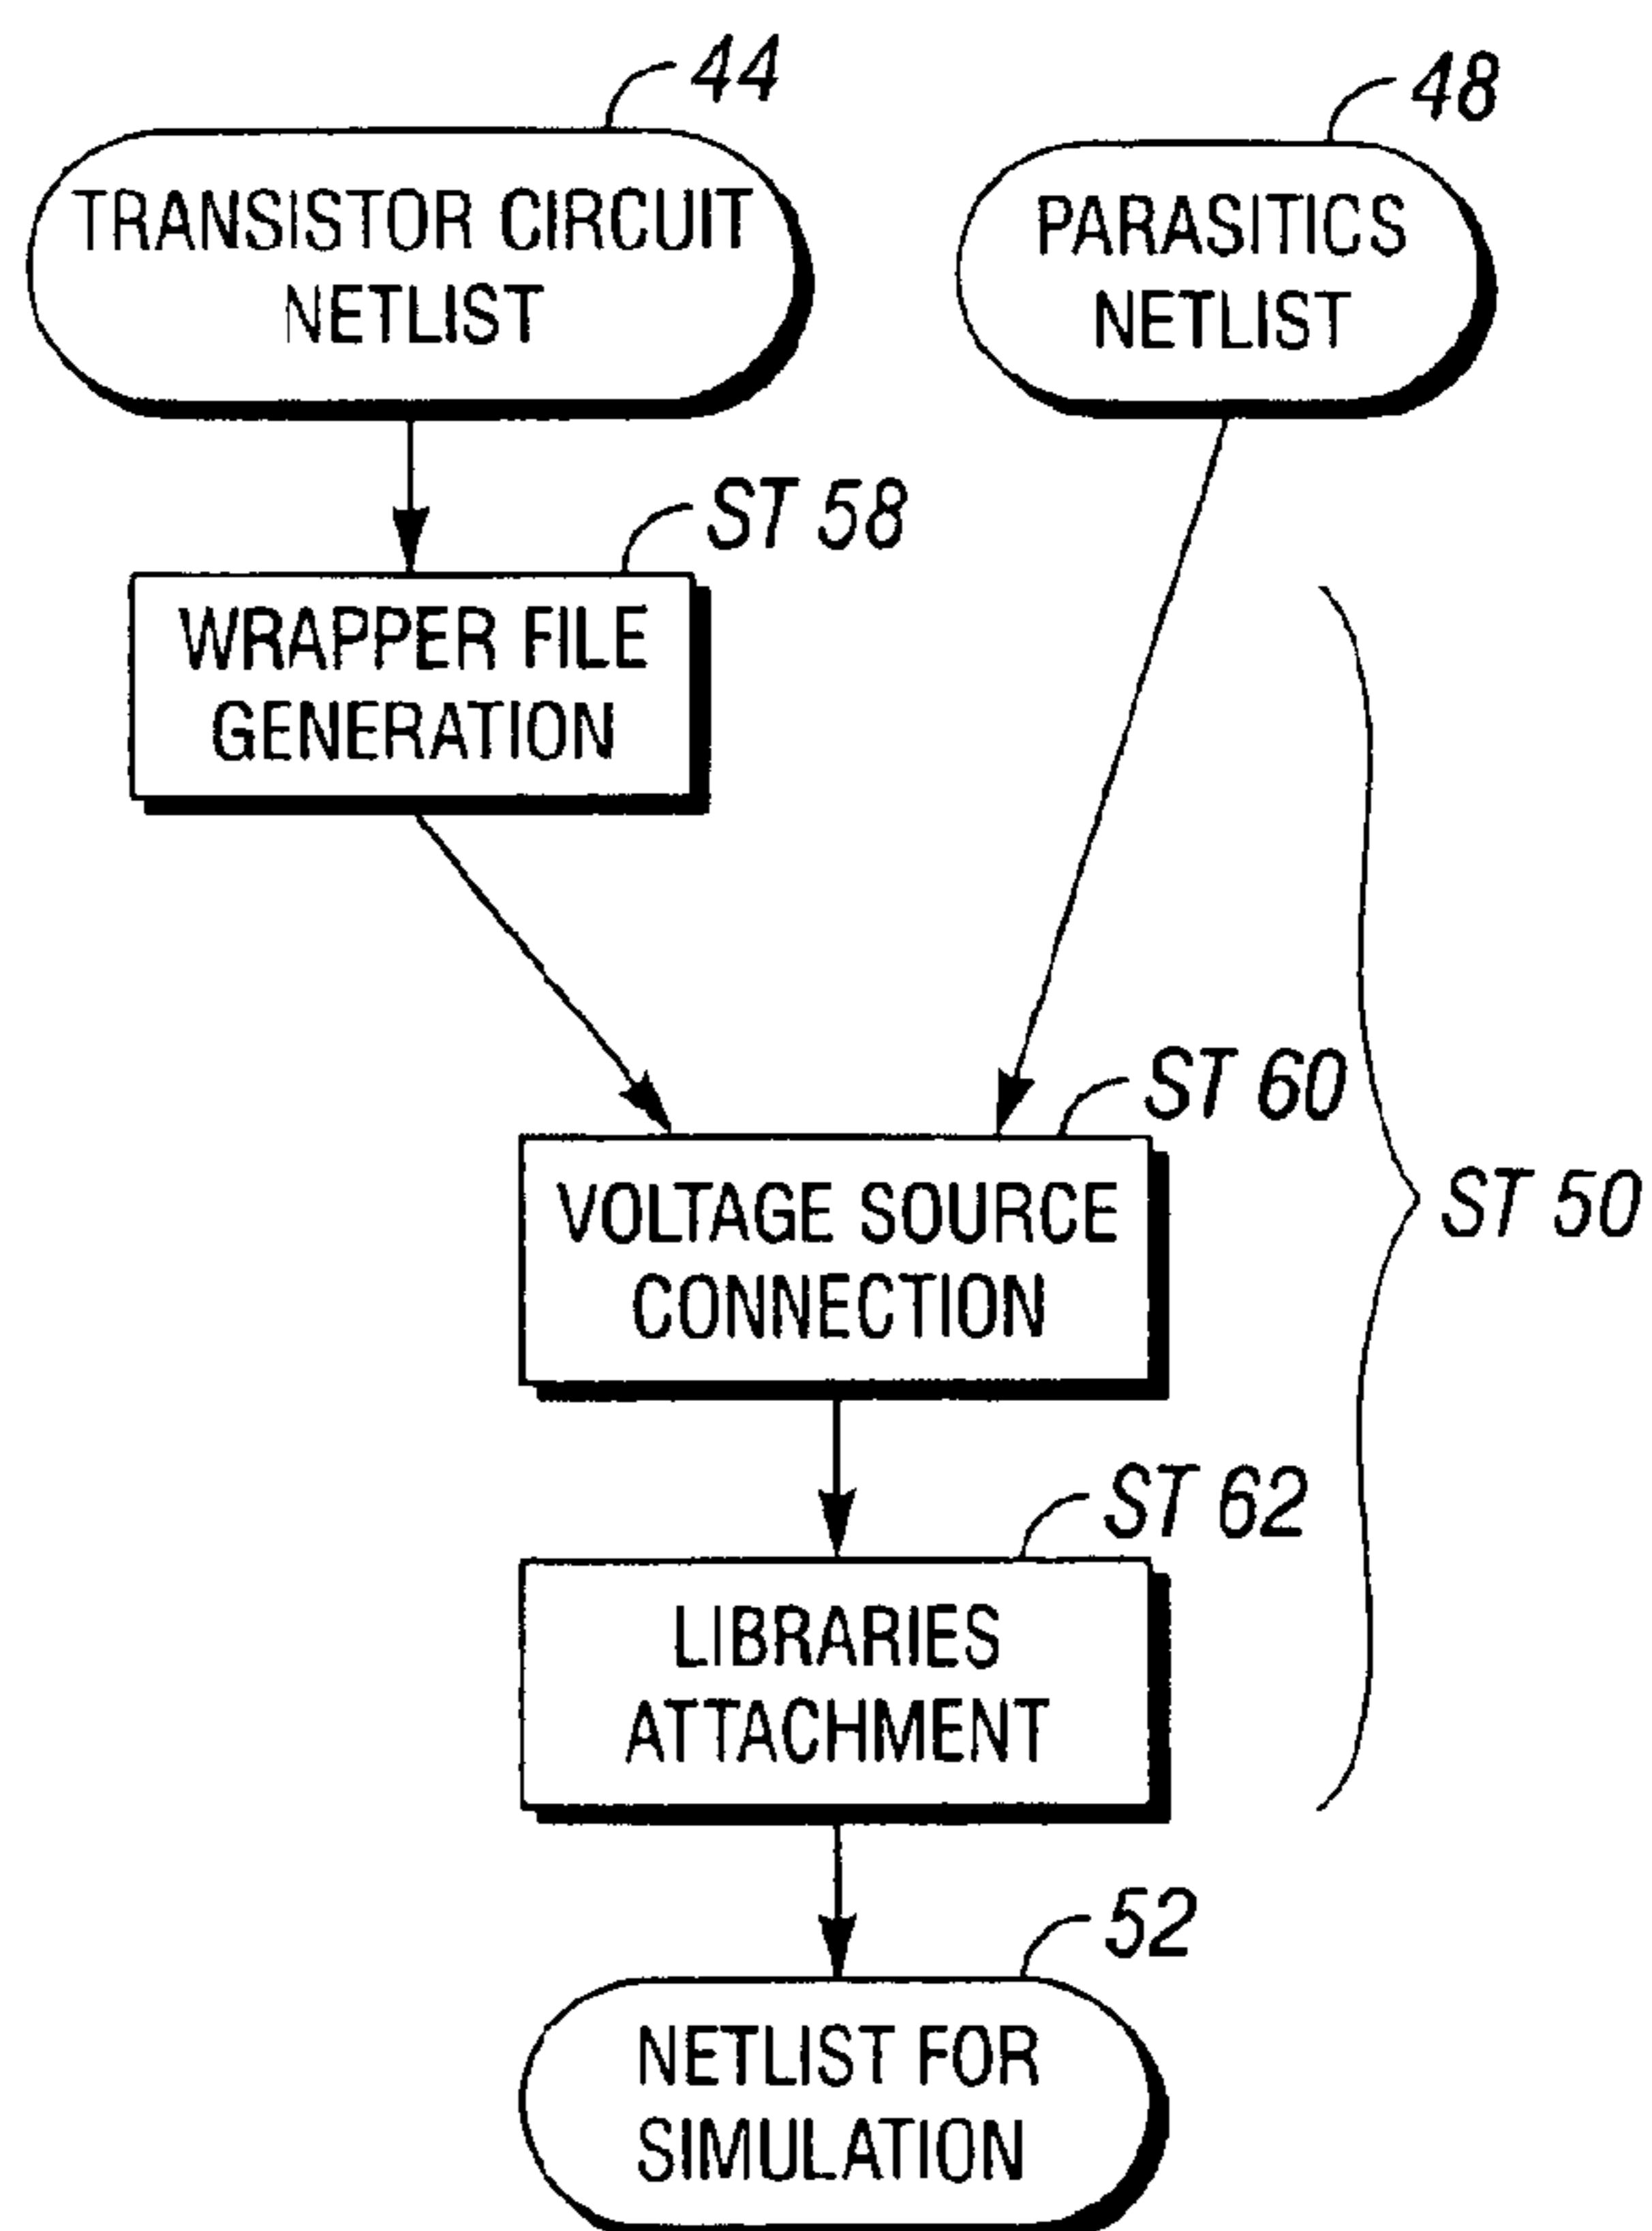 44
TRANSISTOR CIRCUIT
NETLIST
48
PARASITICS
NETLIST
ST 58
WRAPPER FILE
GENERATION
ST 60
VOLTAGE SOURCE
CONNECTION
ST 50
ST 62
LIBRARIES
ATTACHMENT
52
NETLIST FOR
SIMULATION